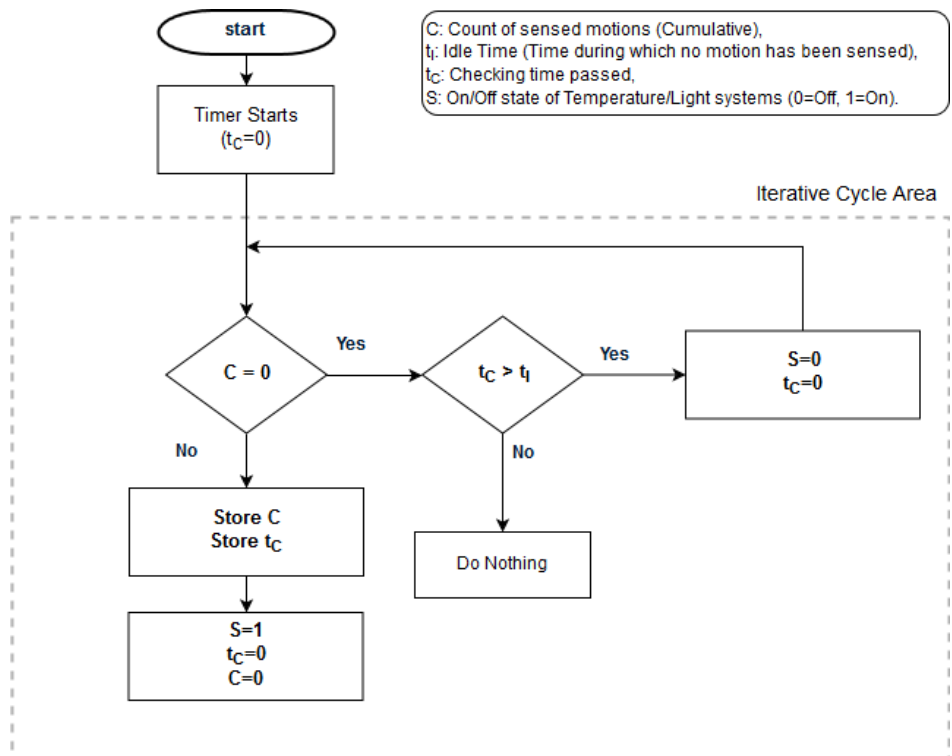 start
C: Count of sensed motions (Cumulative),
tI: Idle Time (Time during which no motion has been sensed),
tC: Checking time passed,
S: On/Off state of Temperature/Light systems (0=Off, 1=On).
Timer Starts
(tC=0)
Iterative Cycle Area
C = 0
Yes
tC > tI
Yes
S=0
tC=0
No
No
Store C
Store tC
Do Nothing
S=1
tC=0
C=0